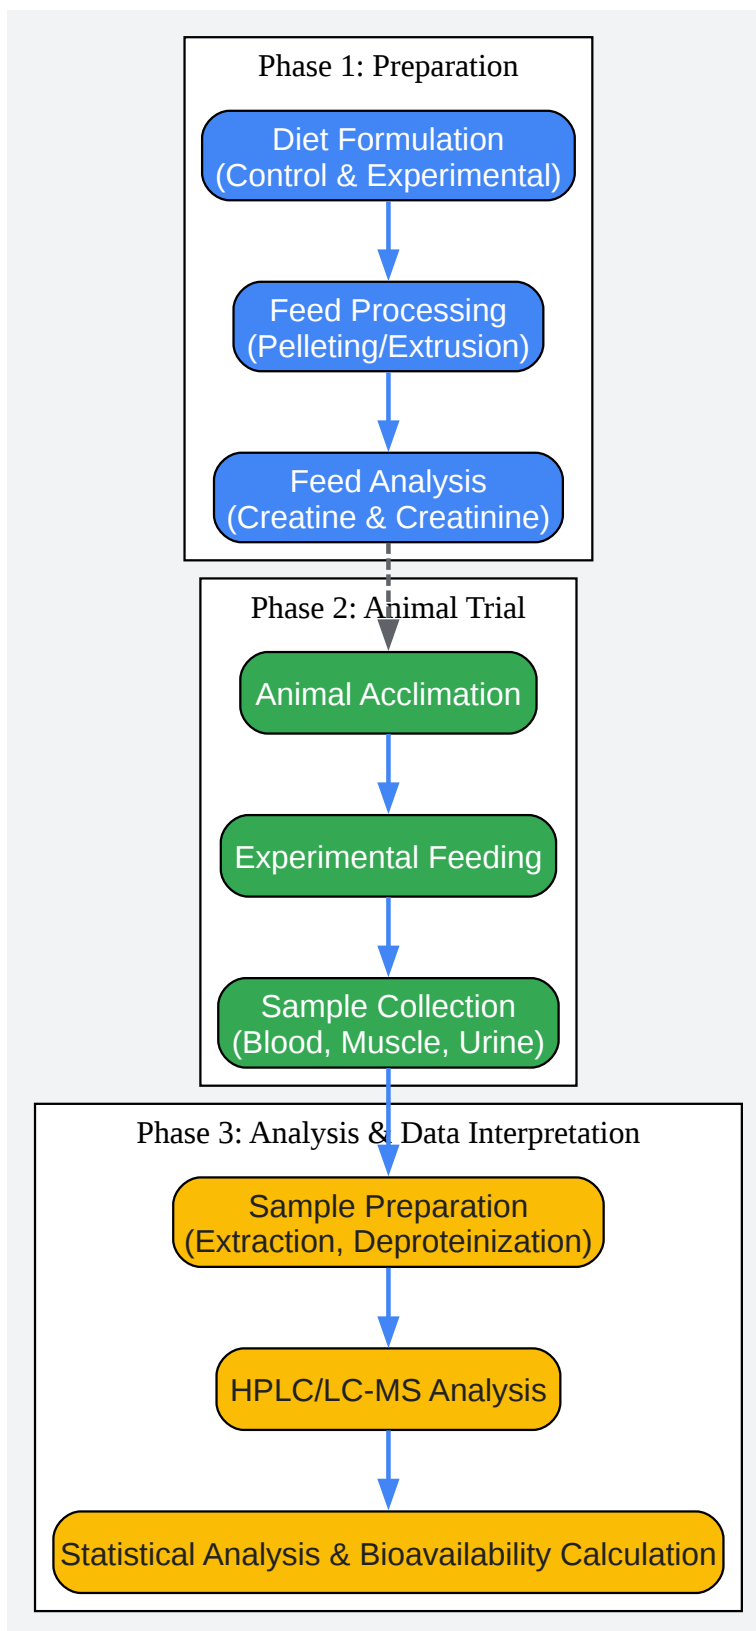 Phase 1: Preparation
Diet Formulation
(Control & Experimental)
Feed Processing
(Pelleting/Extrusion)
Feed Analysis
(Creatine & Creatinine)
Phase 2: Animal Trial
Animal Acclimation
Experimental Feeding
Sample Collection
(Blood, Muscle, Urine)
Phase 3: Analysis & Data Interpretation
Sample Preparation
(Extraction, Deproteinization)
HPLC/LC-MS Analysis
Statistical Analysis & Bioavailability Calculation